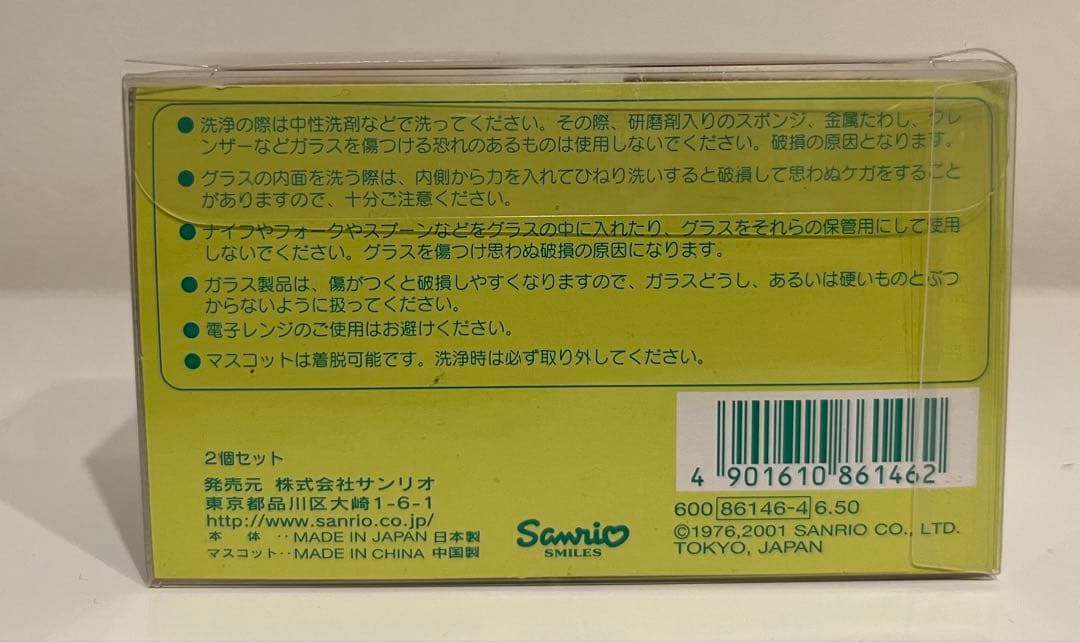 ● 洗浄の際は中性洗剤などで洗ってください。その際、研磨剤入りのスポンジ、金属たわし、クレ
ンザーなどガラスを傷つける恐れのあるものは使用しないでください。破損の原因となります。
● グラスの内面を洗う際は、内側から力を入れてひねり洗いすると破損して思わぬケガをすること
がありますので、十分ご注意ください。
● ナイフやフォークやスプーンなどをグラスの中に入れたり、グラスをそれらの保管用にして使用
しないでください。グラスを傷つけ思わぬ破損の原因になります。
● ガラス製品は、傷がつくと破損しやすくなりますので、ガラスどうし、あるいは硬いものとぶつ
からないように扱ってください。
● 電子レンジのご使用はお避けください。
● マスコットは着脱可能です。洗浄時は必ず取り外してください。
2個セット
発売元 株式会社サンリオ
東京都品川区大崎1-6-1
http://www.sanrio.co.jp/
本　体 ‥MADE IN JAPAN 日本製
マスコット‥MADE IN CHINA 中国製
Sanrio
SMILES
4 901610 861462
600 86146-4 6.50
©1976,2001 SANRIO CO., LTD.
TOKYO, JAPAN